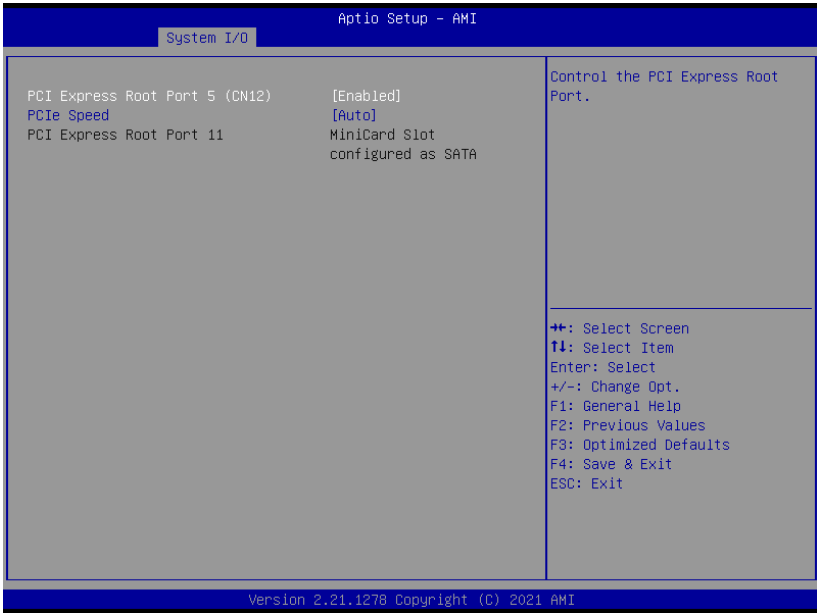 Aptio Setup – AMI
System I/O
PCI Express Root Port 5 (CN12) [Enabled]
PCIe Speed [Auto]
PCI Express Root Port 11 MiniCard Slot
configured as SATA
Control the PCI Express Root
Port.
→←: Select Screen
↑↓: Select Item
Enter: Select
+/-: Change Opt.
F1: General Help
F2: Previous Values
F3: Optimized Defaults
F4: Save & Exit
ESC: Exit
Version 2.21.1278 Copyright (C) 2021 AMI